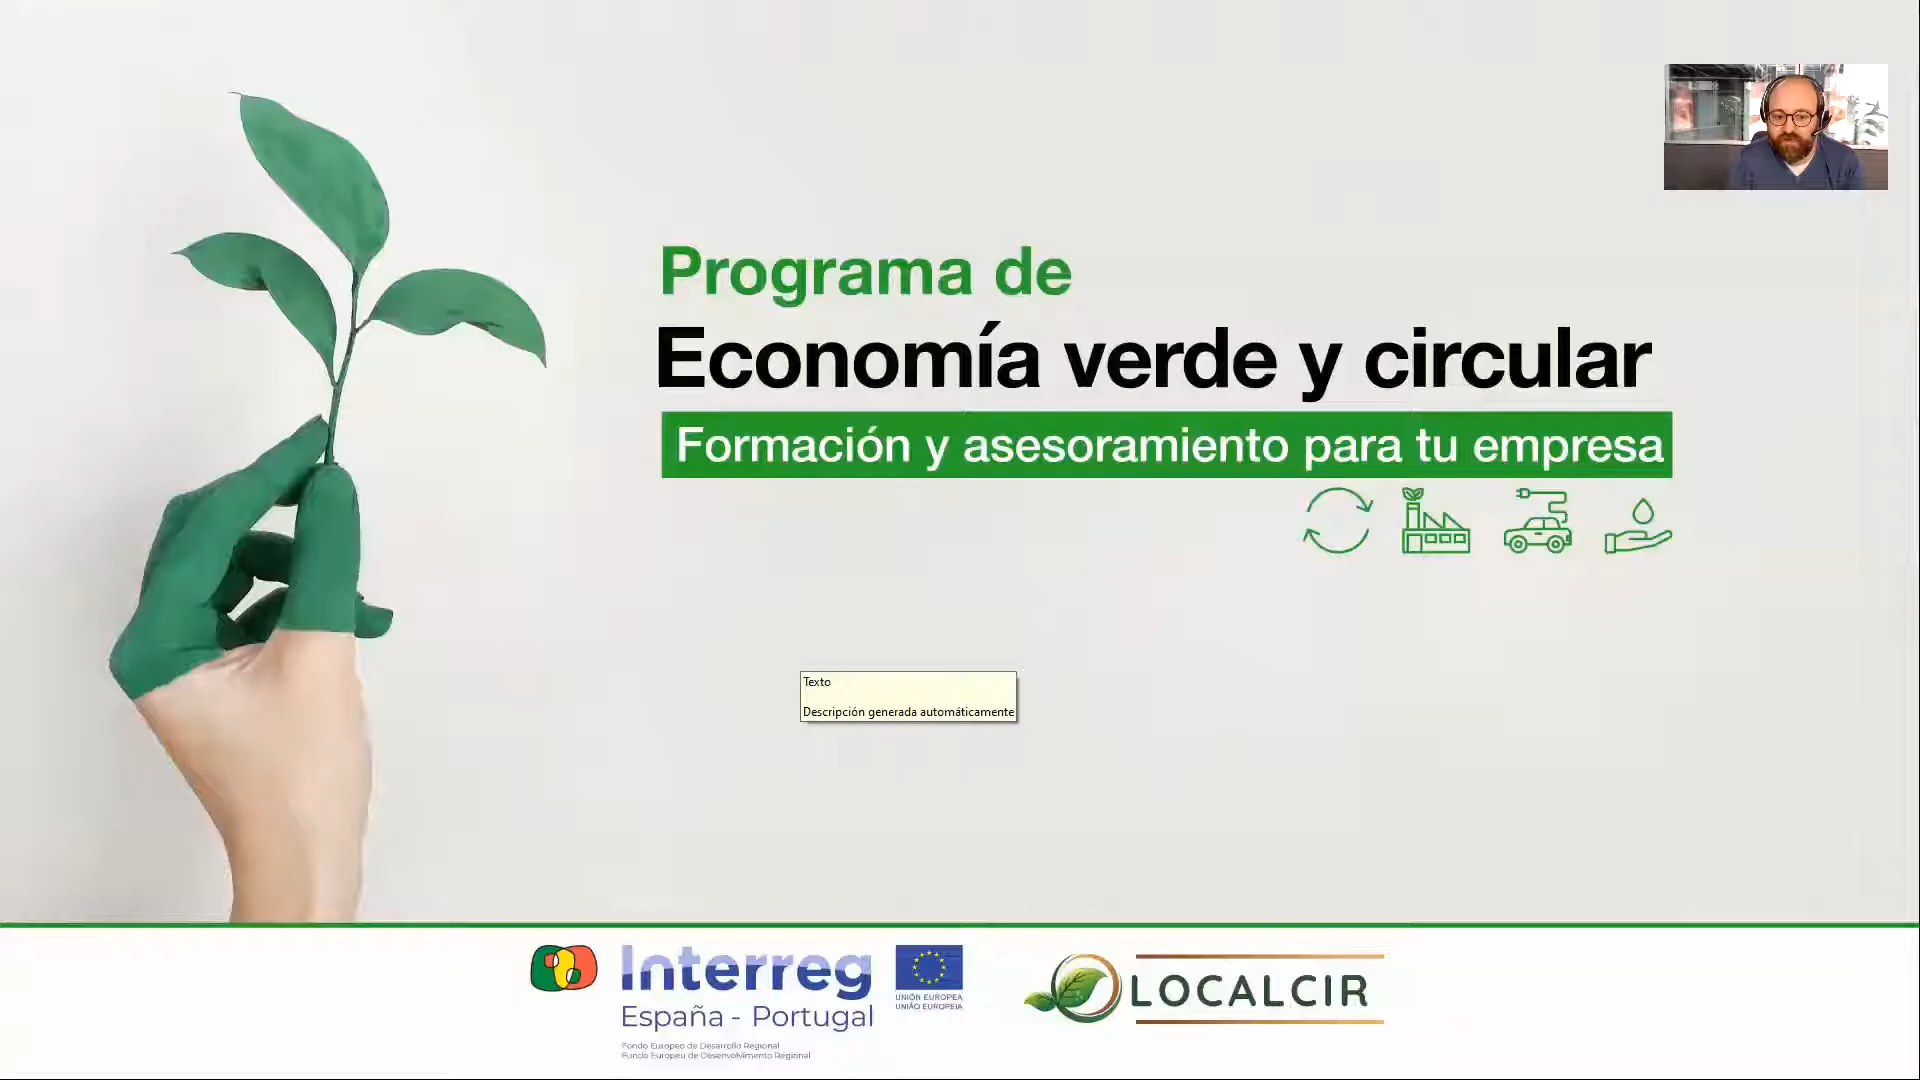 Programa de
Economía verde y circular
Formación y asesoramiento para tu empresa
Texto
Descripción generada automáticamente
Interreg
España - Portugal
UNIÓN EUROPEA
UNIÃO EUROPEIA
Fondo Europeo de Desarrollo Regional
Fundo Europeu de Desenvolvimento Regional
LOCALCIR